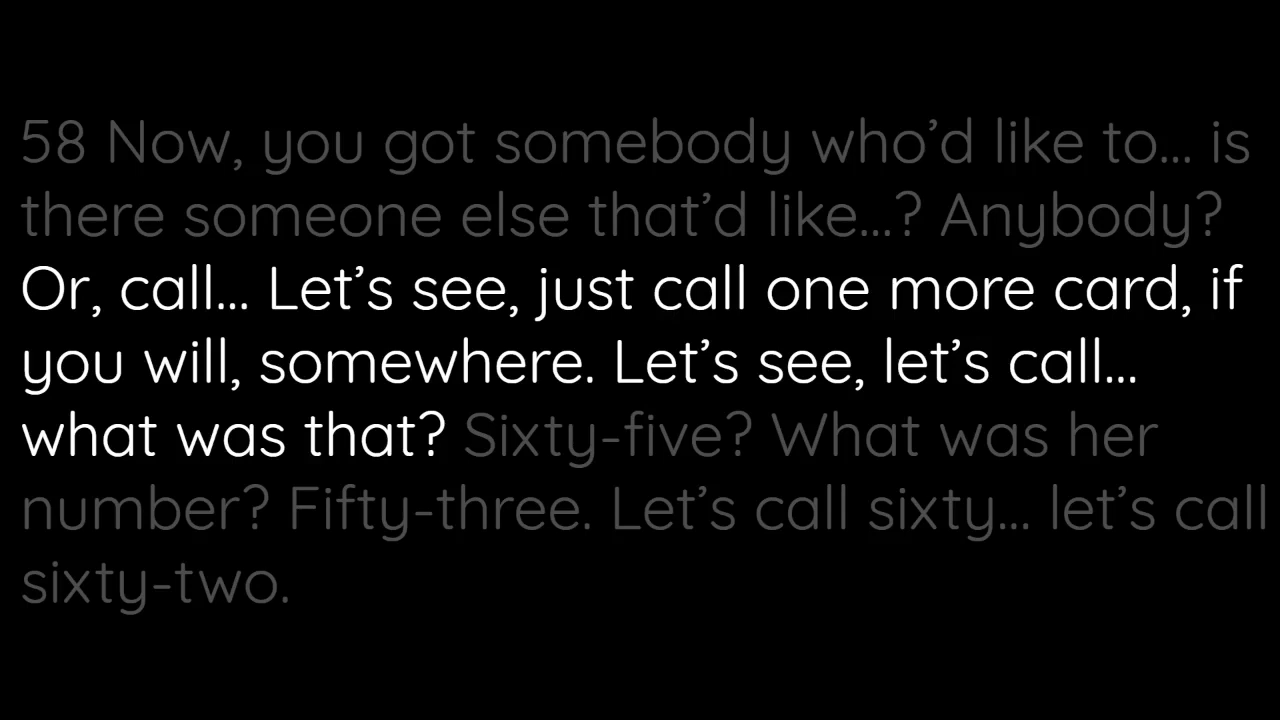 58 Now, you got somebody who’d like to... is
there someone else that’d like...? Anybody?
Or, call... Let’s see, just call one more card, if
you will, somewhere. Let’s see, let’s call...
what was that? Sixty-five? What was her
number? Fifty-three. Let’s call sixty... let’s call
sixty-two.